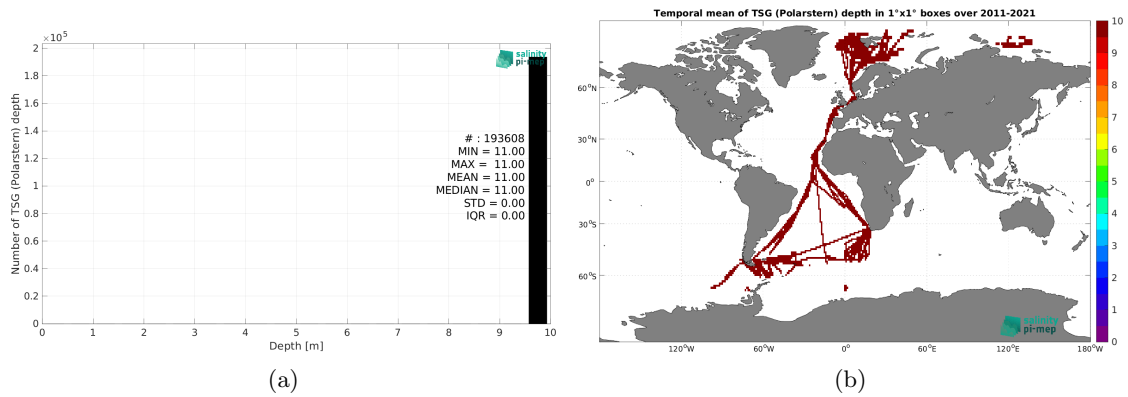 ×10⁵
2
1.8
1.6
1.4
1.2
1
0.8
0.6
0.4
0.2
0
Number of TSG (Polarstern) depth
salinity
pi-mep
# : 193608
MIN = 11.00
MAX = 11.00
MEAN = 11.00
MEDIAN = 11.00
STD = 0.00
IQR = 0.00
0 1 2 3 4 5 6 7 8 9 10
Depth [m]
(a)
Temporal mean of TSG (Polarstern) depth in 1°x1° boxes over 2011-2021
60°N
30°N
0°
30°S
60°S
120°W 60°W 0° 60°E 120°E 180°W
salinity
pi-mep
10
9
8
7
6
5
4
3
2
1
0
(b)